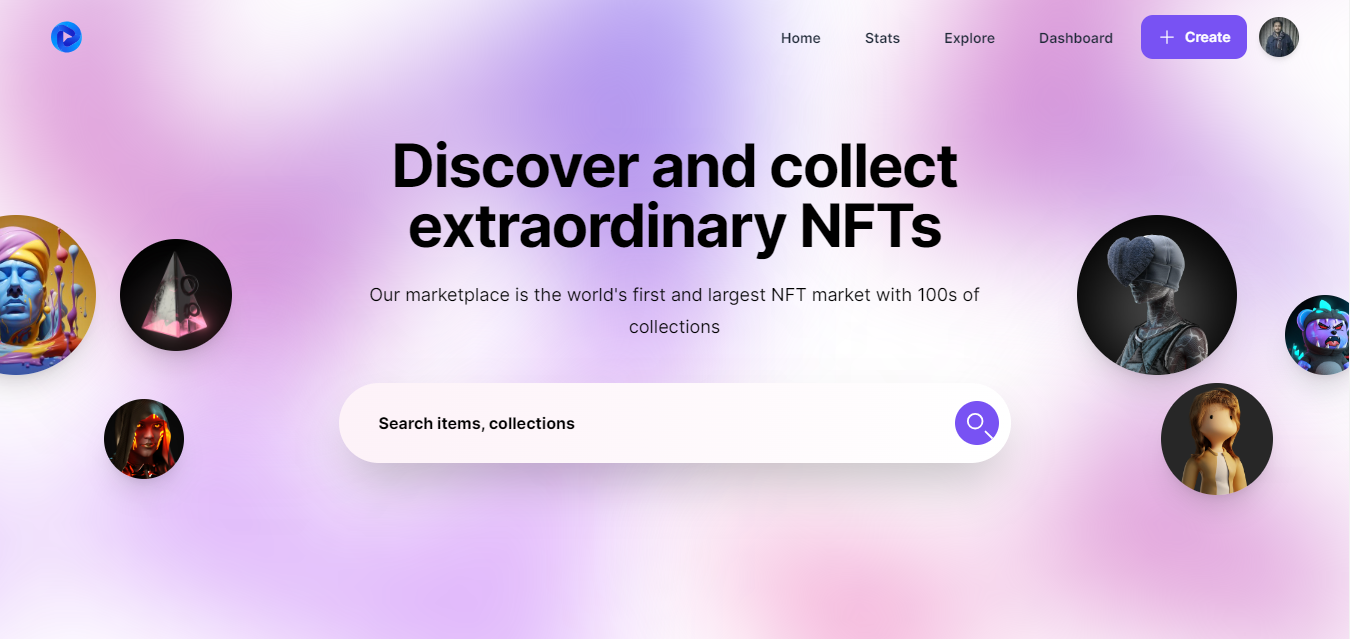 Home Stats Explore Dashboard Create
Discover and collect
extraordinary NFTs
Our marketplace is the world's first and largest NFT market with 100s of
collections
Search items, collections